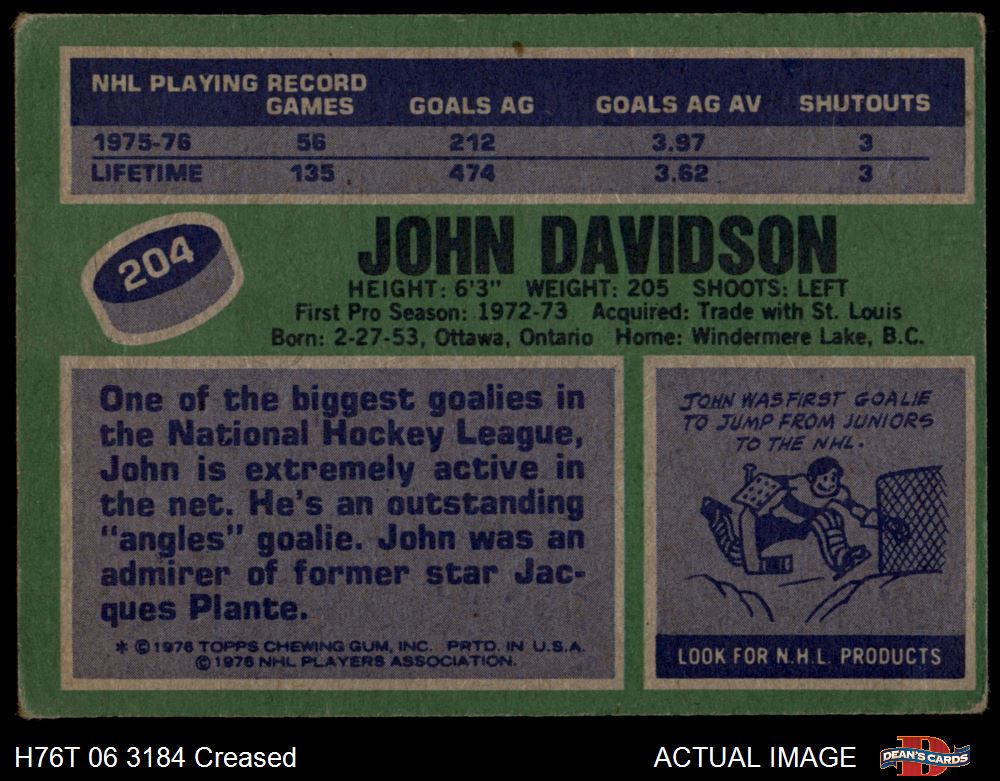 NHL PLAYING RECORD
GAMES GOALS AG GOALS AG AV SHUTOUTS
1975-76 56 212 3.97 3
LIFETIME 135 474 3.62 3
204
JOHN DAVIDSON
HEIGHT: 6'3" WEIGHT: 205 SHOOTS: LEFT
First Pro Season: 1972-73 Acquired: Trade with St. Louis
Born: 2-27-53, Ottawa, Ontario Home: Windermere Lake, B.C.
One of the biggest goalies in
the National Hockey League,
John is extremely active in
the net. He's an outstanding
"angles" goalie. John was an
admirer of former star Jac-
ques Plante.
* ©1976 TOPPS CHEWING GUM, INC. PRTD. IN U.S.A.
©1976 NHL PLAYERS ASSOCIATION.
JOHN WAS FIRST GOALIE
TO JUMP FROM JUNIORS
TO THE NHL.
LOOK FOR N.H.L. PRODUCTS
H76T 06 3184 Creased
ACTUAL IMAGE
D
DEAN'S CARDS